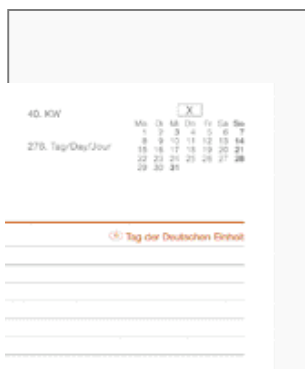 40. KW
276. Tag/Day/Jour
X
Mo Di Mi Do Fr Sa So
1 2 3 4 5 6 7
8 9 10 11 12 13 14
15 16 17 18 19 20 21
22 23 24 25 26 27 28
29 30 31
Tag der Deutschen Einheit